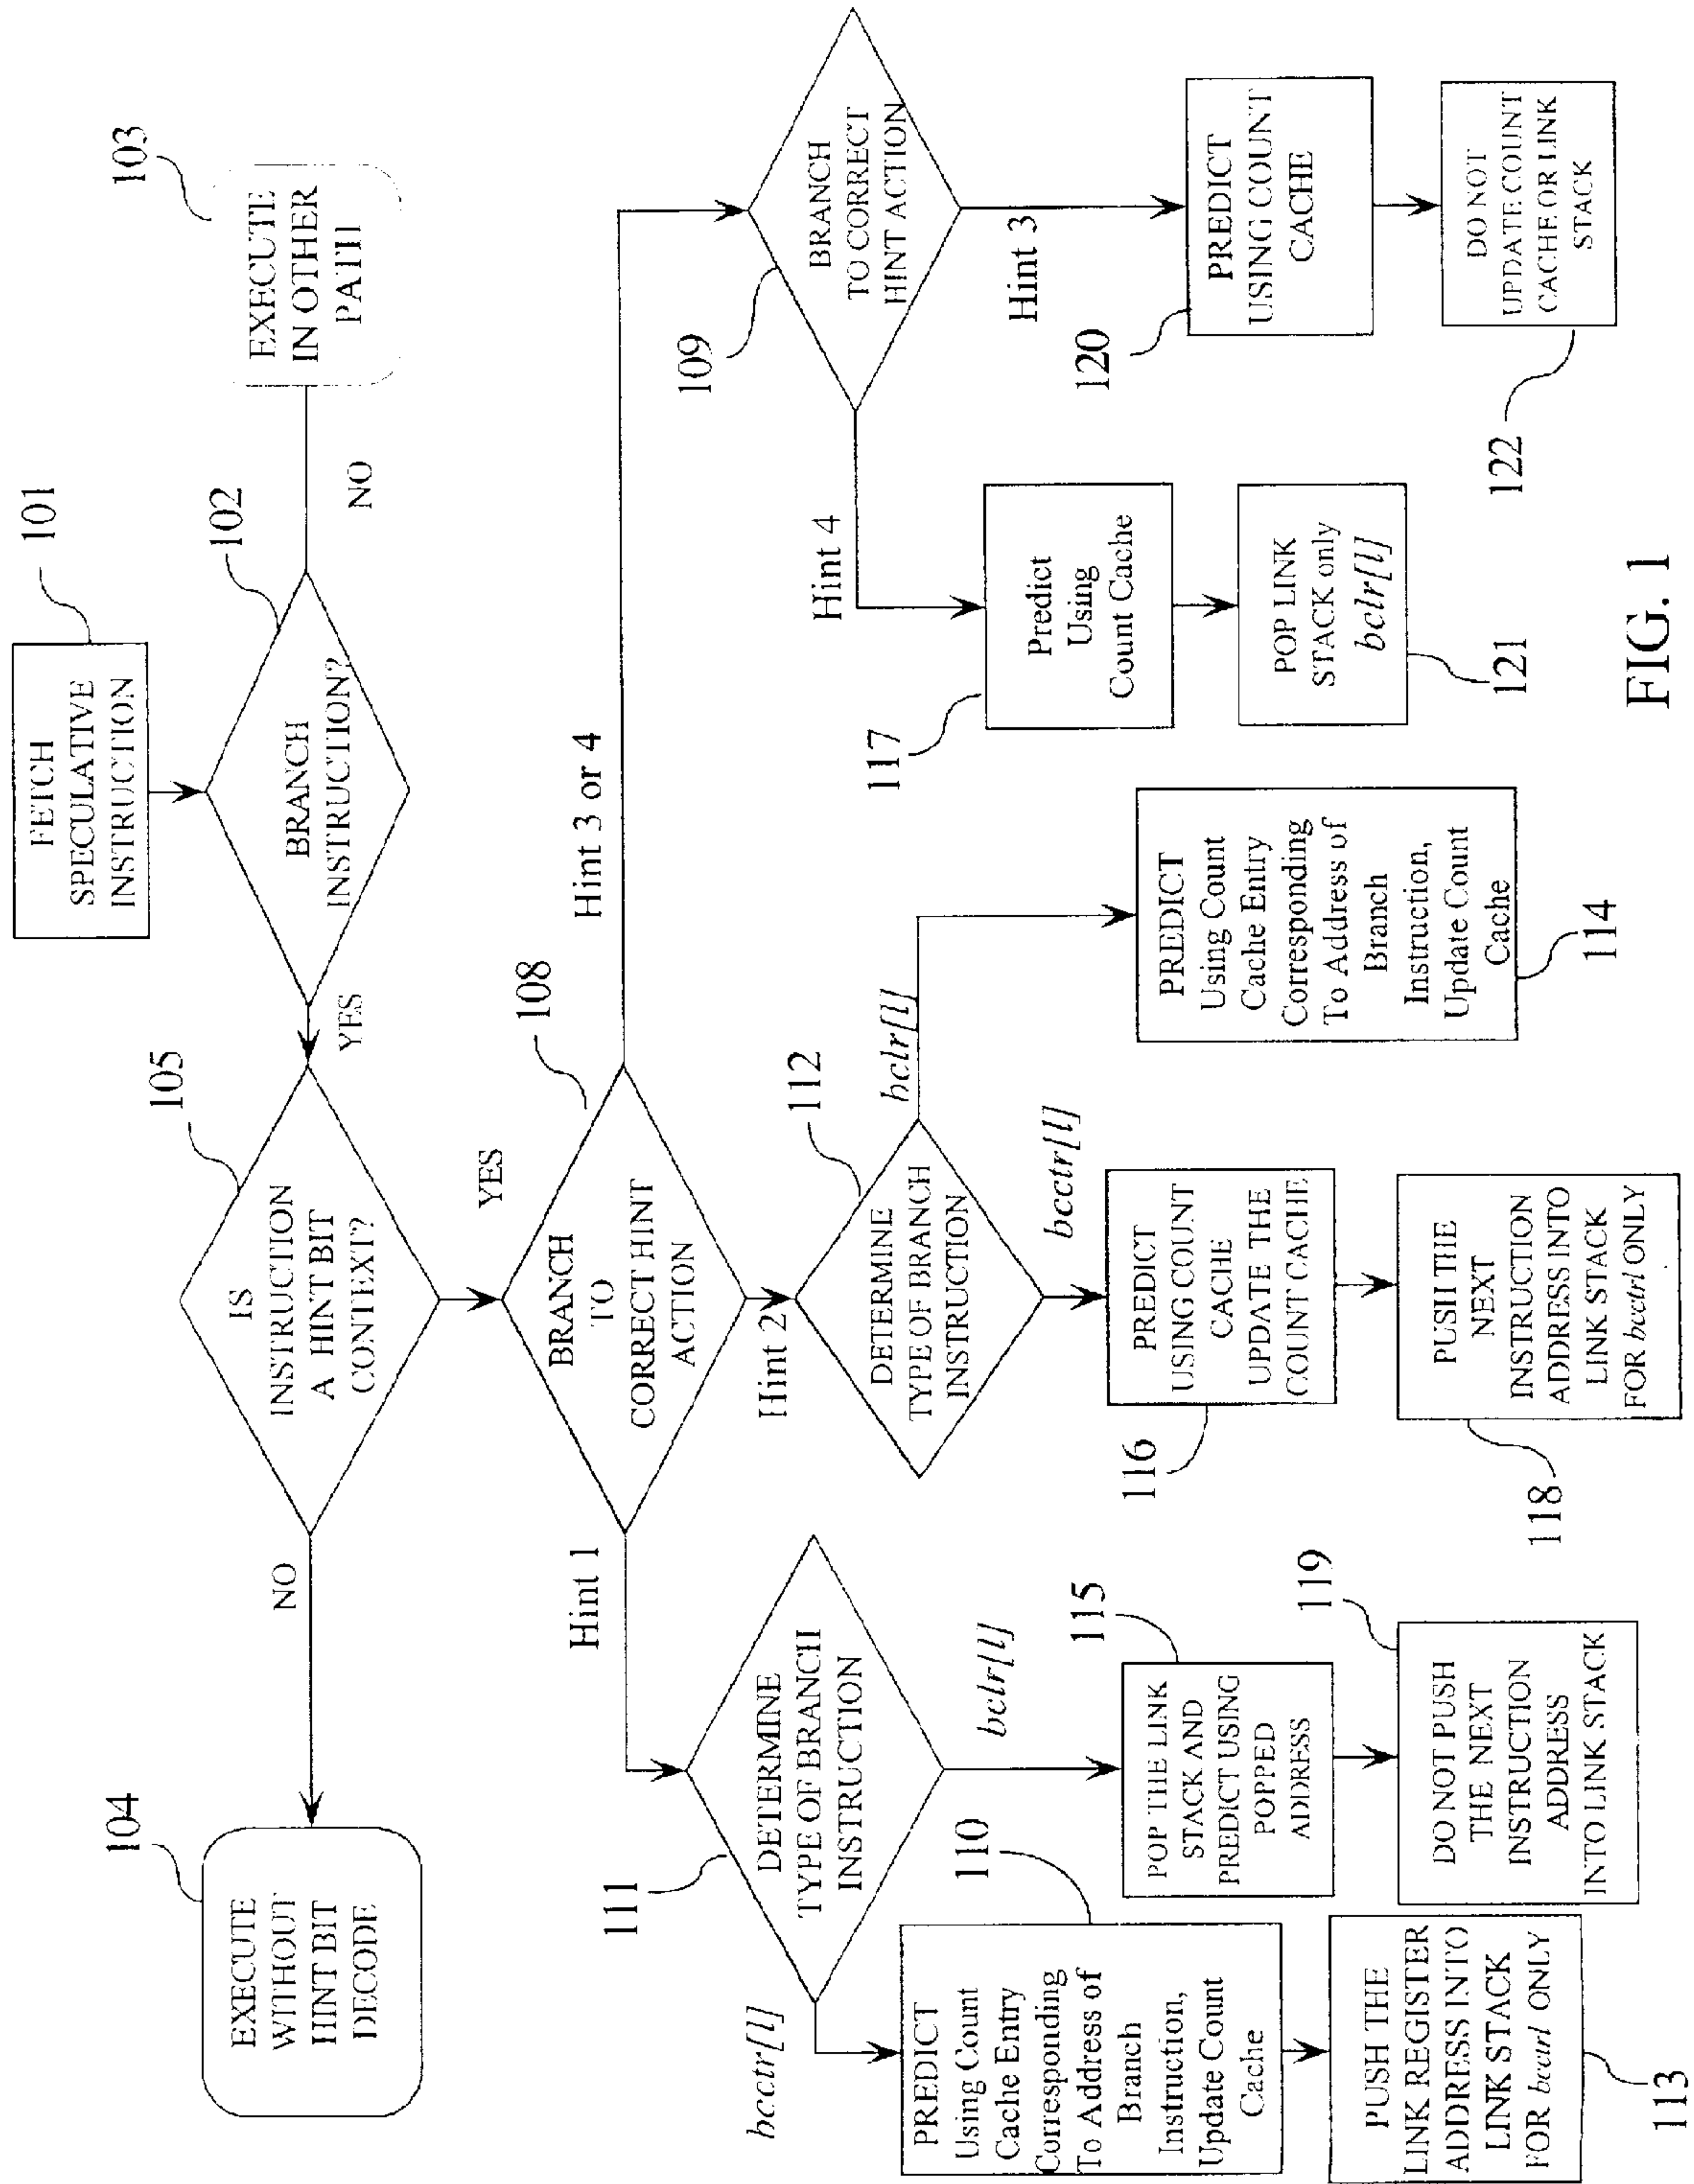 101
FETCH
SPECULATIVE
INSTRUCTION
102
BRANCH
INSTRUCTION?
NO
103
EXECUTE
IN OTHER
PATH
YES
105
IS
INSTRUCTION
A HINT BIT
CONTEXT?
NO
104
EXECUTE
WITHOUT
HINT BIT
DECODE
YES
108
BRANCH
TO
CORRECT HINT
ACTION
Hint 1
Hint 2
Hint 3 or 4
111
DETERMINE
TYPE OF BRANCH
INSTRUCTION
bcctr[l]
bclr[l]
110
PREDICT
Using Count
Cache Entry
Corresponding
To Address of
Branch
Instruction,
Update Count
Cache
PUSH THE
LINK REGISTER
ADDRESS INTO
LINK STACK
FOR bcctrl ONLY
113
115
POP THE LINK
STACK AND
PREDICT USING
POPPED
ADDRESS
119
DO NOT PUSH
THE NEXT
INSTRUCTION
ADDRESS
INTO LINK STACK
112
DETERMINE
TYPE OF BRANCH
INSTRUCTION
bcctr[l]
bclr[l]
116
PREDICT
USING COUNT
CACHE
UPDATE THE
COUNT CACHE
118
PUSH THE
NEXT
INSTRUCTION
ADDRESS INTO
LINK STACK
FOR bcctrl ONLY
PREDICT
Using Count
Cache Entry
Corresponding
To Address of
Branch
Instruction,
Update Count
Cache
114
109
BRANCH
TO CORRECT
HINT ACTION
Hint 4
Hint 3
117
Predict
Using
Count Cache
POP LINK
STACK only
bclr[l]
121
120
PREDICT
USING COUNT
CACHE
DO NOT
UPDATE COUNT
CACHE OR LINK
STACK
122
FIG. 1